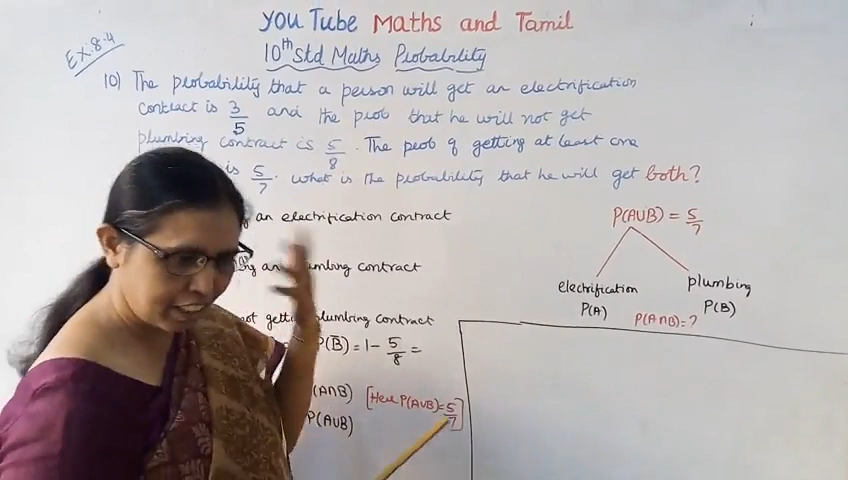 You Tube Maths and Tamil
Ex:8.4
10th Std Maths Probability
10) The probability that a person will get an electrification
contract is 3/5 and the prob that he will not get
plumbing contract is 5/8. The prob of getting at least one
is 5/7. what is the probability that he will get both?
an electrification contract
plumbing contract
getting plumbing contract
P(B̅) = 1 - 5/8 =
(A∩B) [Here P(A∪B) = 5/7]
P(A∪B)
P(A∪B) = 5/7
electrification plumbing
P(A) P(B)
P(A∩B) = ?